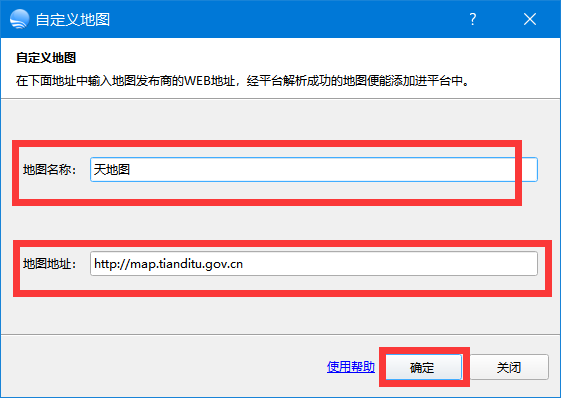 自定义地图
?
自定义地图
在下面地址中输入地图发布商的WEB地址，经平台解析成功的地图便能添加进平台中。
地图名称： 天地图
地图地址： http://map.tianditu.gov.cn
使用帮助 确定 关闭